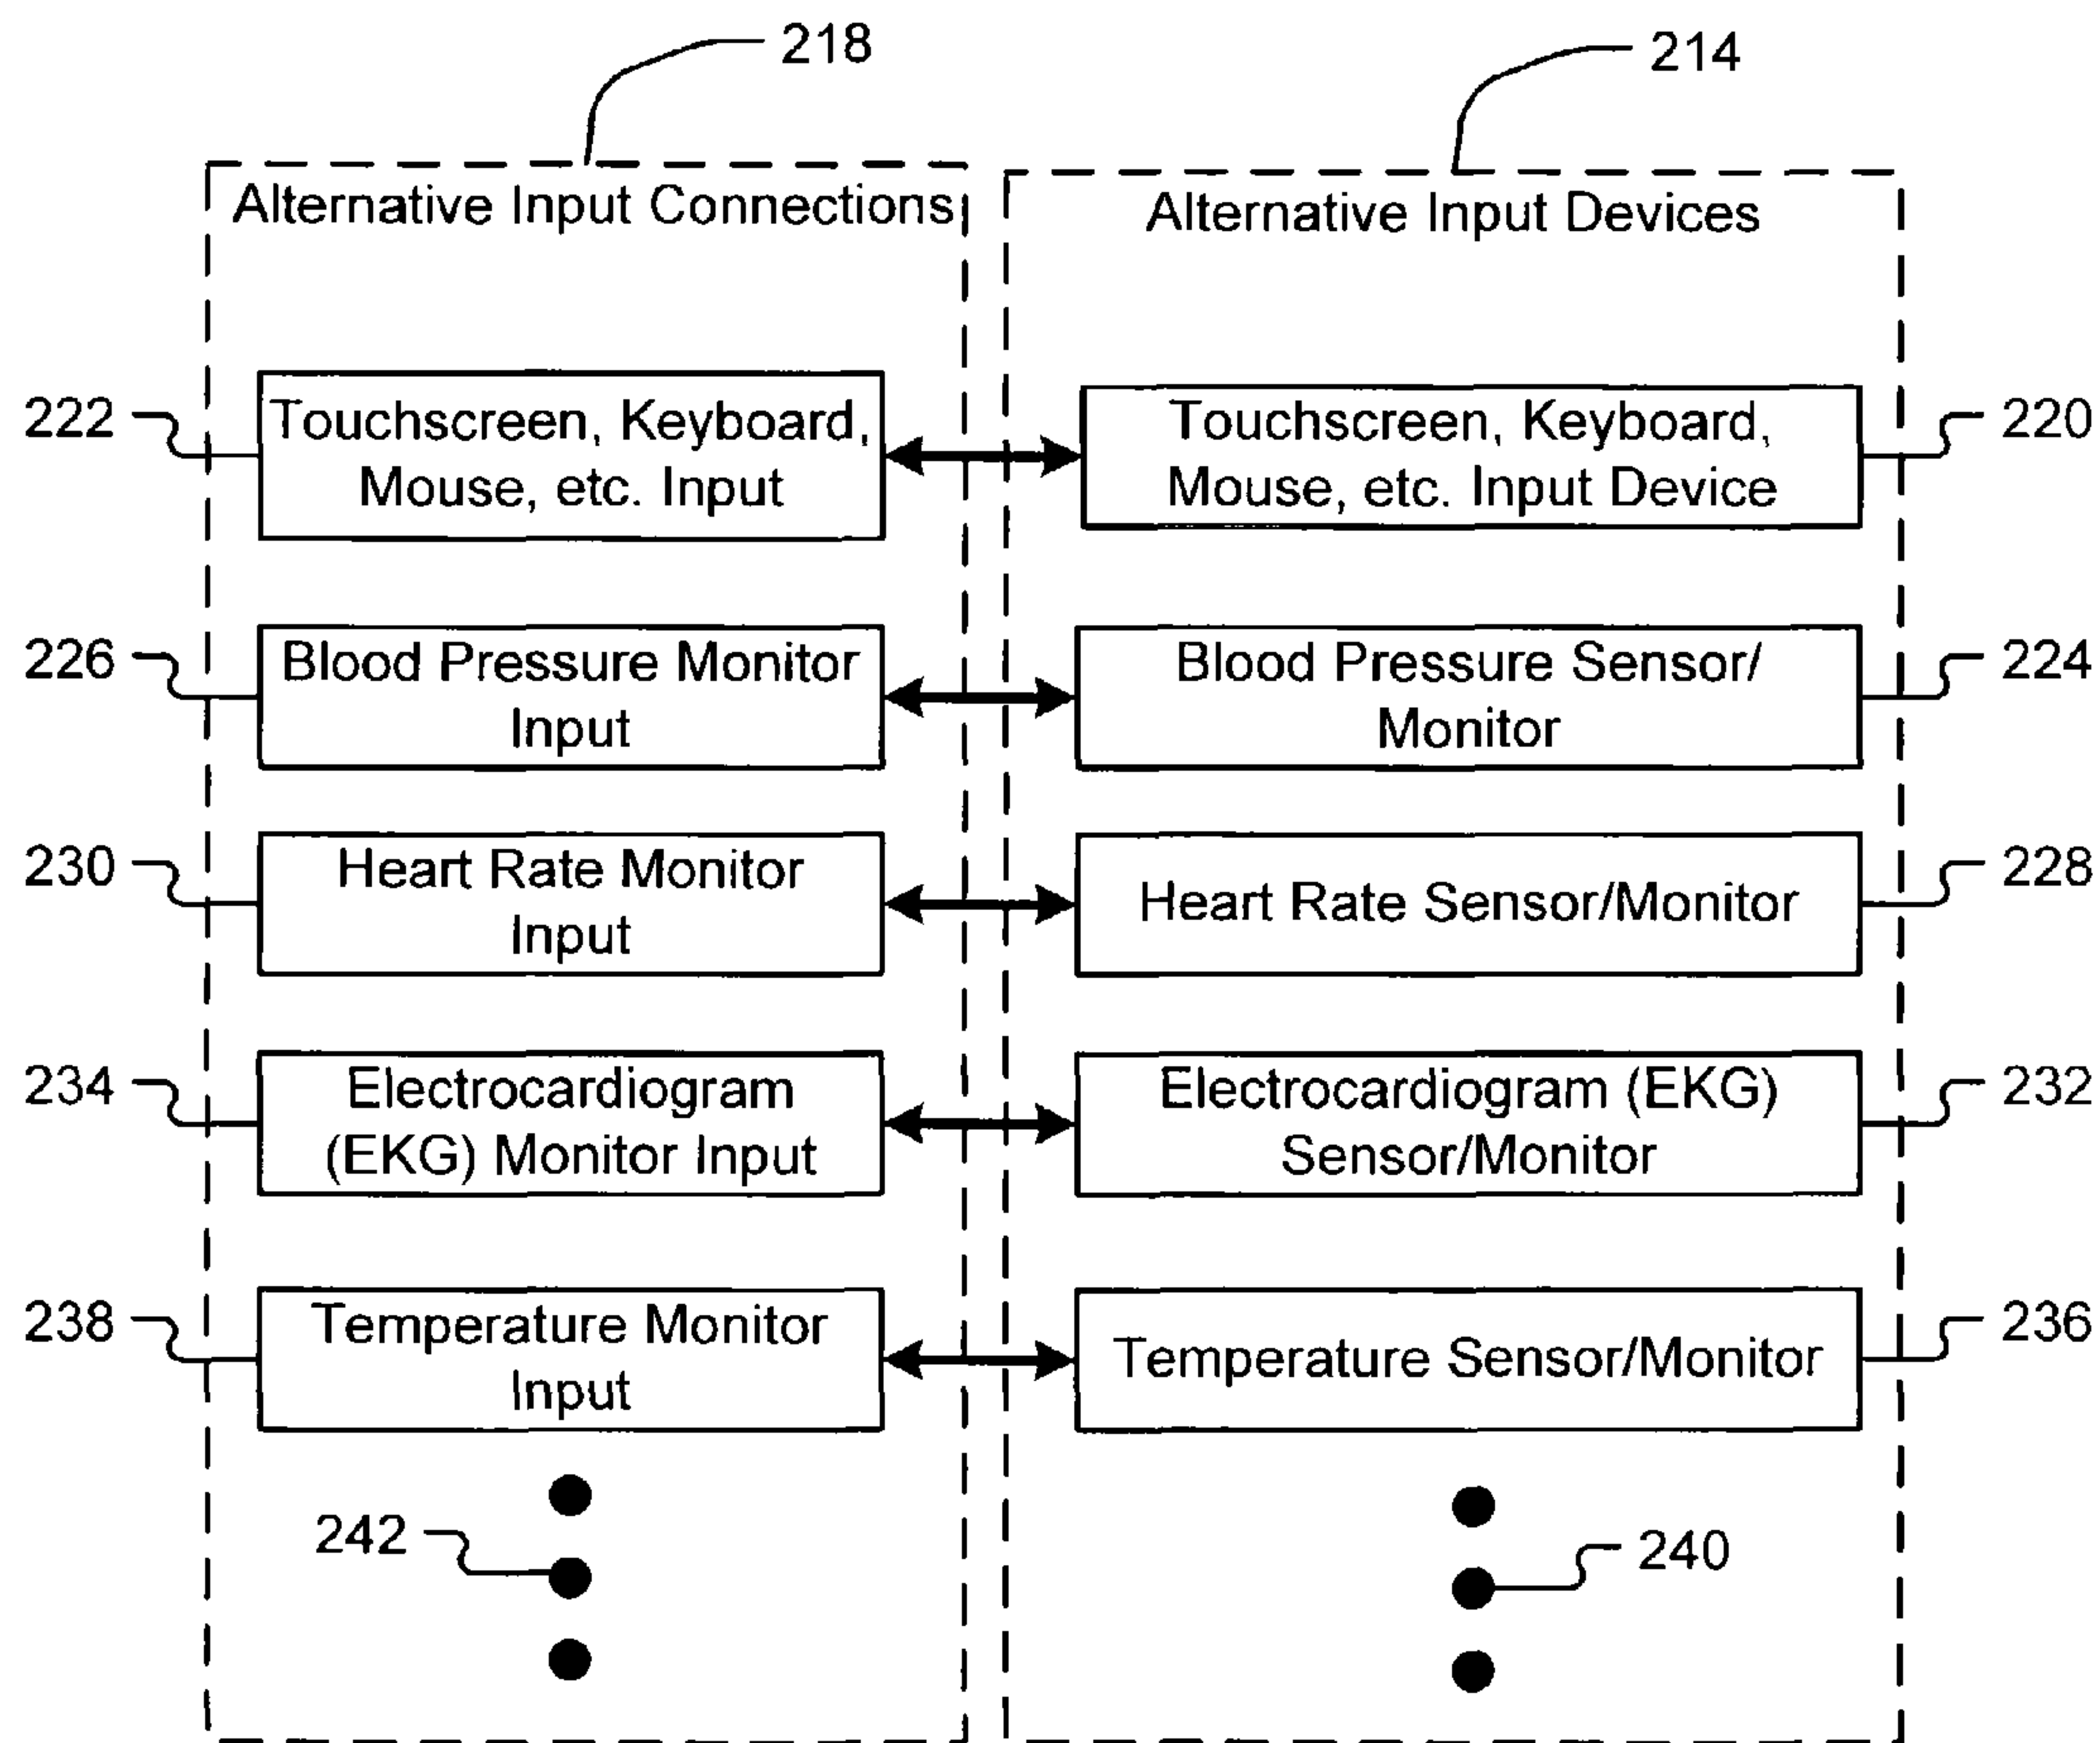 218
214
Alternative Input Connections
Alternative Input Devices
222
Touchscreen, Keyboard,
Mouse, etc. Input
Touchscreen, Keyboard,
Mouse, etc. Input Device
220
226
Blood Pressure Monitor
Input
Blood Pressure Sensor/
Monitor
224
230
Heart Rate Monitor
Input
Heart Rate Sensor/Monitor
228
234
Electrocardiogram
(EKG) Monitor Input
Electrocardiogram (EKG)
Sensor/Monitor
232
238
Temperature Monitor
Input
Temperature Sensor/Monitor
236
242
240